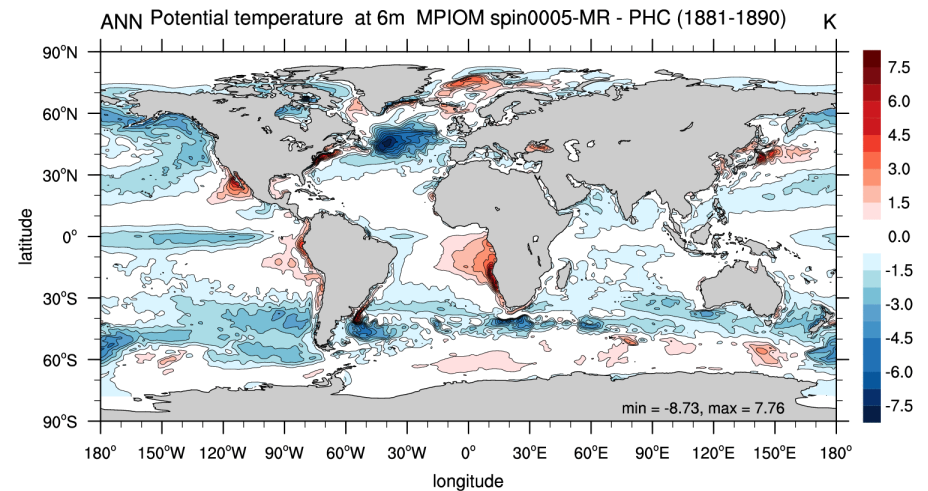 ANN Potential temperature at 6m MPIOM spin0005-MR - PHC (1881-1890) K
90°N
60°N
30°N
0°
30°S
60°S
90°S
latitude
min = -8.73, max = 7.76
180° 150°W 120°W 90°W 60°W 30°W 0° 30°E 60°E 90°E 120°E 150°E 180°
longitude
7.5
6.0
4.5
3.0
1.5
0.0
-1.5
-3.0
-4.5
-6.0
-7.5